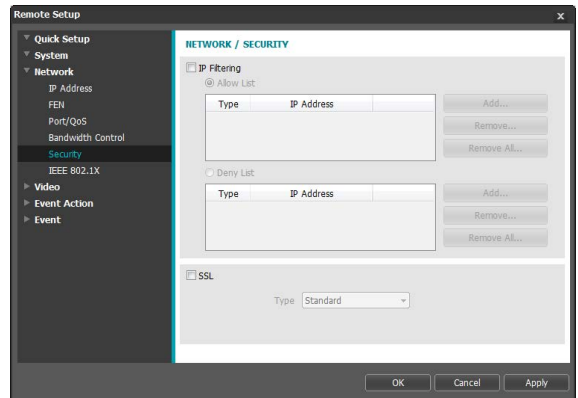 Remote Setup
x
Quick Setup
System
Network
IP Address
FEN
Port/QoS
Bandwidth Control
Security
IEEE 802.1X
Video
Event Action
Event
NETWORK / SECURITY
IP Filtering
Allow List
Type IP Address
Add...
Remove...
Remove All...
Deny List
Type IP Address
Add...
Remove...
Remove All...
SSL
Type Standard
OK Cancel Apply